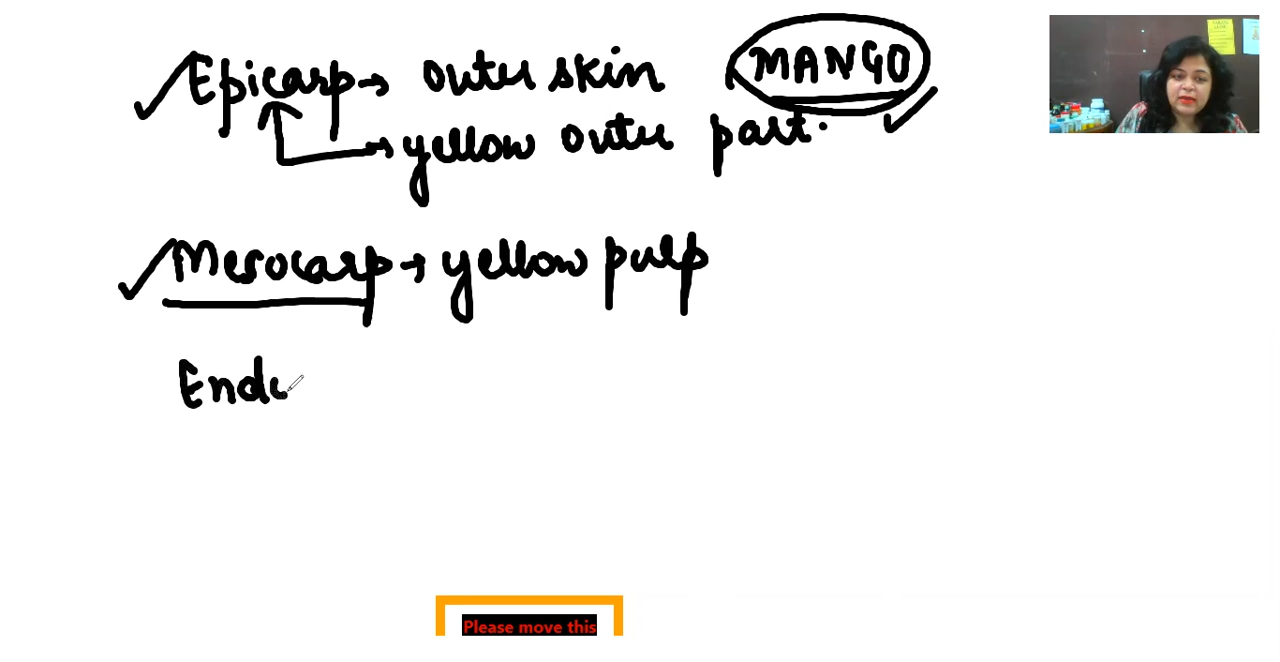 Epicarp → outer skin MANGO
→ yellow outer part.
Mesocarp → yellow pulp
Endo
Please move this